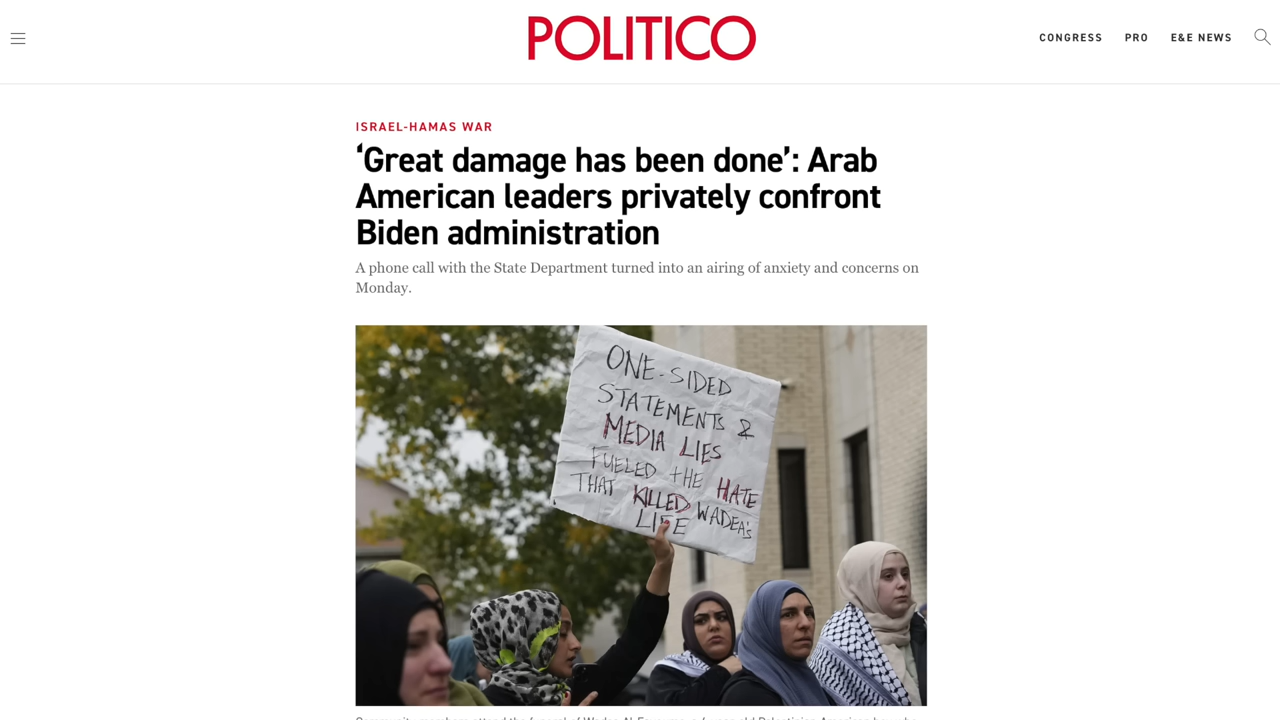 POLITICO
CONGRESS PRO E&E NEWS
ISRAEL-HAMAS WAR
‘Great damage has been done’: Arab
American leaders privately confront
Biden administration
A phone call with the State Department turned into an airing of anxiety and concerns on
Monday.
ONE-SIDED
STATEMENTS &
MEDIA LIES
FUELED tHE HATE
THAT KILLED WADEA's
LIFE